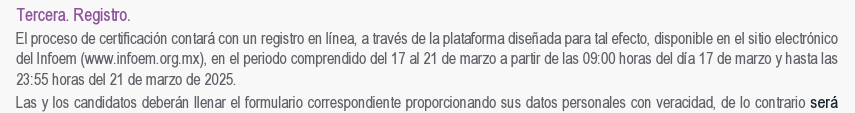 Tercera. Registro.
El proceso de certificación contará con un registro en línea, a través de la plataforma diseñada para tal efecto, disponible en el sitio electrónico
del Infoem (www.infoem.org.mx), en el periodo comprendido del 17 al 21 de marzo a partir de las 09:00 horas del día 17 de marzo y hasta las
23:55 horas del 21 de marzo de 2025.
Las y los candidatos deberán llenar el formulario correspondiente proporcionando sus datos personales con veracidad, de lo contrario será